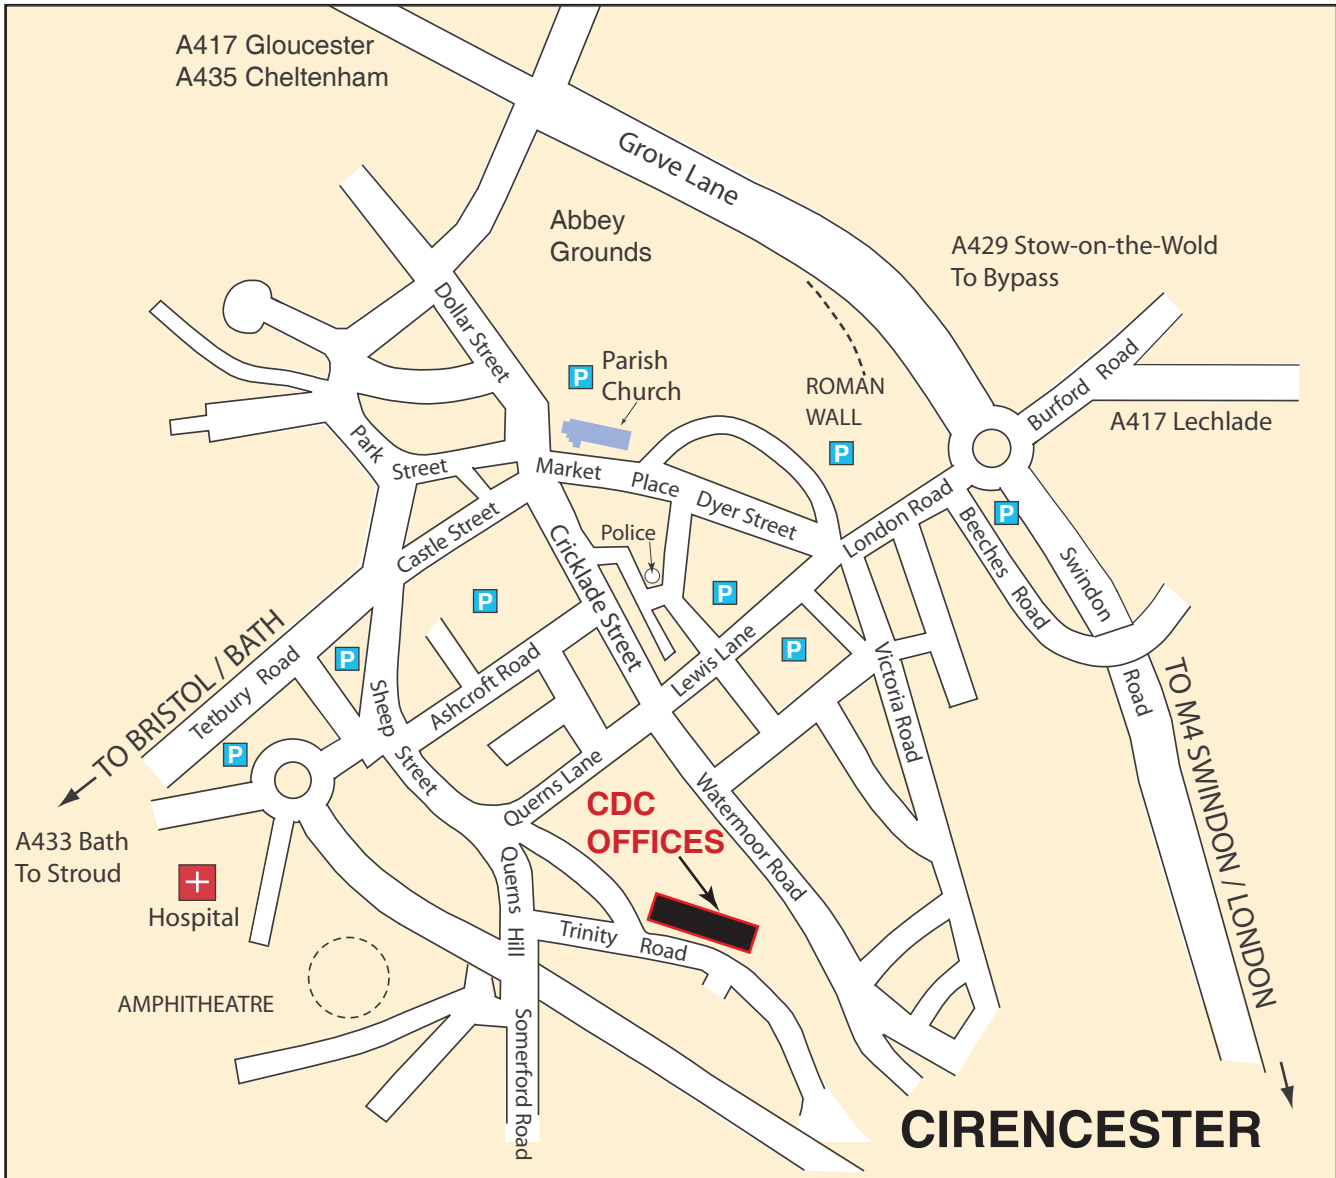 A417 Gloucester
A435 Cheltenham
Grove Lane
Abbey
Grounds
A429 Stow-on-the-Wold
To Bypass
Dollar Street
Parish
Church
P
ROMAN
WALL
Burford Road
A417 Lechlade
P
Park
Street
Market Place
Dyer Street
London Road
P
Castle Street
Police
Cricklade Street
Beeches Road
Swindon
Road
P
P
P
Lewis Lane
Victoria Road
TO BRISTOL / BATH
Tetbury Road
P
Ashcroft Road
Sheep
Street
TO M4 SWINDON / LONDON
P
Querns Lane
CDC
OFFICES
Watermoor Road
A433 Bath
To Stroud
Hospital
Querns Hill
Trinity Road
AMPHITHEATRE
Somerford Road
CIRENCESTER